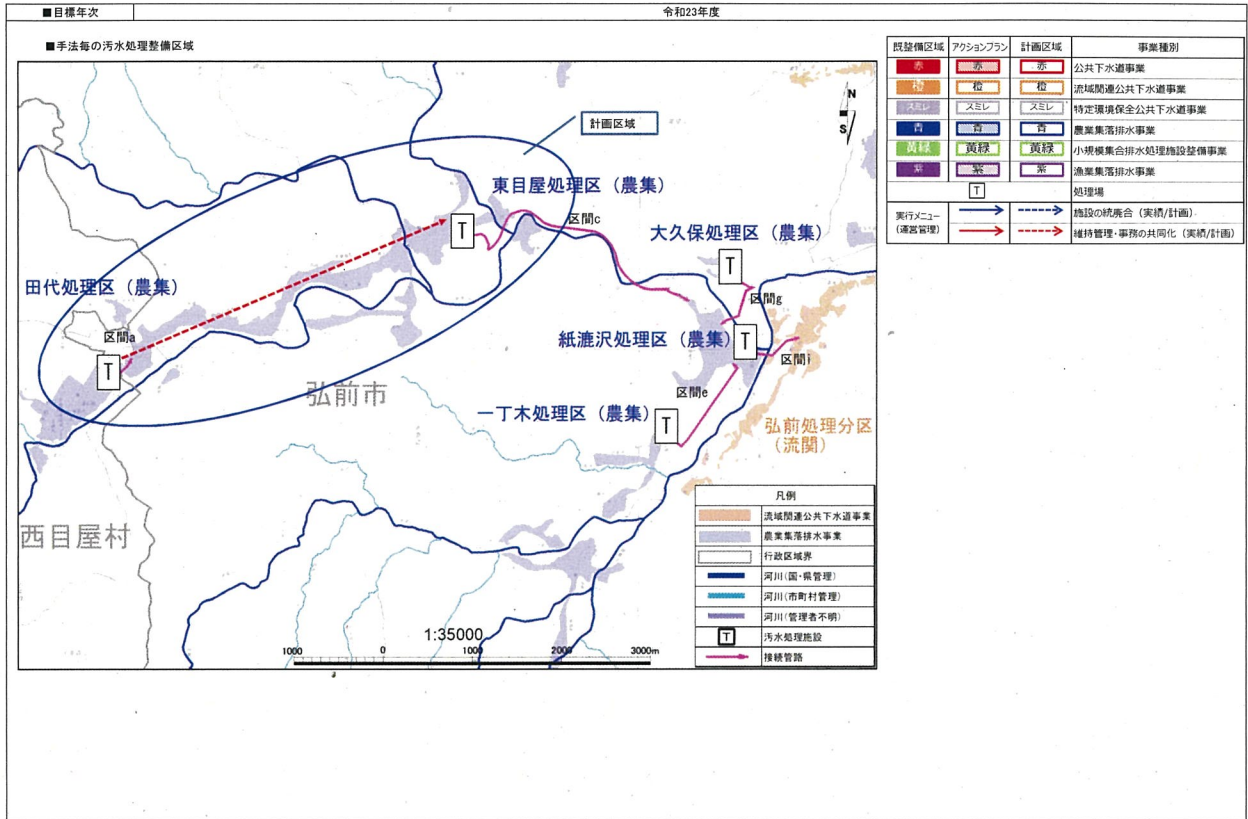 ■目標年次
令和23年度
■手法毎の汚水処理整備区域
計画区域
N
S
東目屋処理区（農集）
区間c
大久保処理区（農集）
T
T
区間g
田代処理区（農集）
区間a
T
紙漉沢処理区（農集）
T
区間i
弘前市
区間e
一丁木処理区（農集）
T
弘前処理分区
（流関）
西目屋村
1:35000
1000 0 1000 2000 3000m
凡例
流域関連公共下水道事業
農業集落排水事業
行政区域界
河川（国・県管理）
河川（市町村管理）
河川（管理者不明）
T 汚水処理施設
接続管路
既整備区域 アクションプラン 計画区域 事業種別
赤 赤 赤 公共下水道事業
橙 橙 橙 流域関連公共下水道事業
スミレ スミレ スミレ 特定環境保全公共下水道事業
青 青 青 農業集落排水事業
黄緑 黄緑 黄緑 小規模集合排水処理施設整備事業
紫 紫 紫 漁業集落排水事業
T 処理場
実行メニュー
（運営管理）
施設の統廃合（実績/計画）
維持管理・事務の共同化（実績/計画）